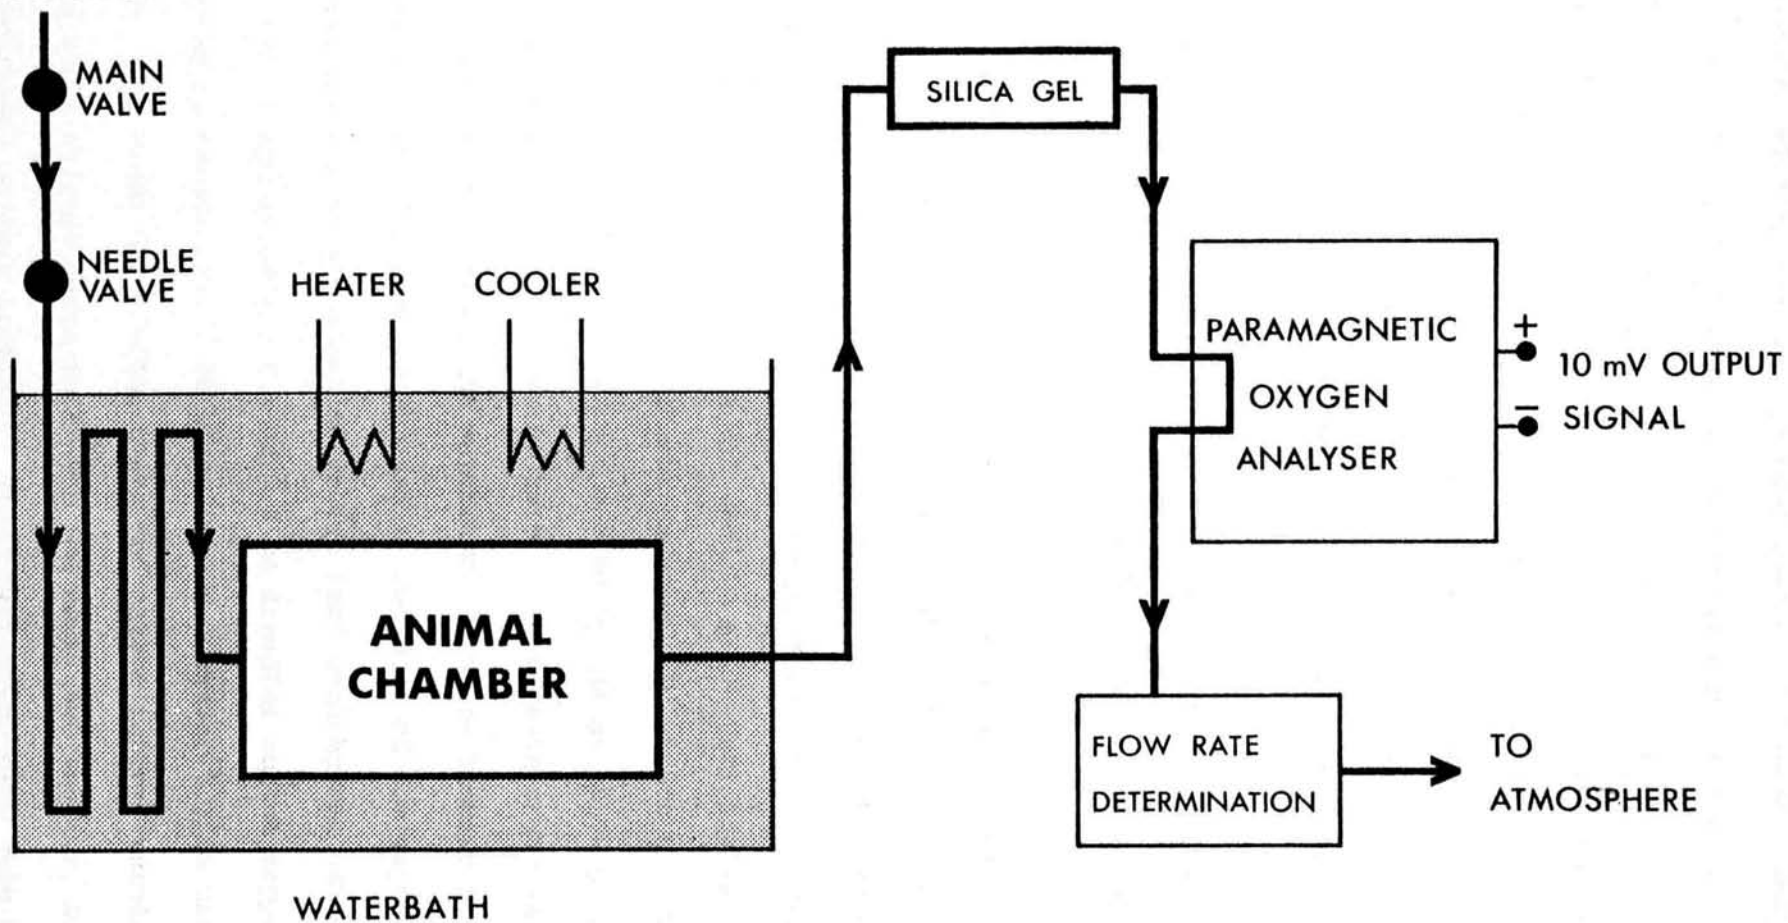 MAIN
VALVE
NEEDLE
VALVE
HEATER
COOLER
ANIMAL
CHAMBER
WATERBATH
SILICA GEL
PARAMAGNETIC
OXYGEN
ANALYSER
+
10 mV OUTPUT
−
SIGNAL
FLOW RATE
DETERMINATION
TO
ATMOSPHERE